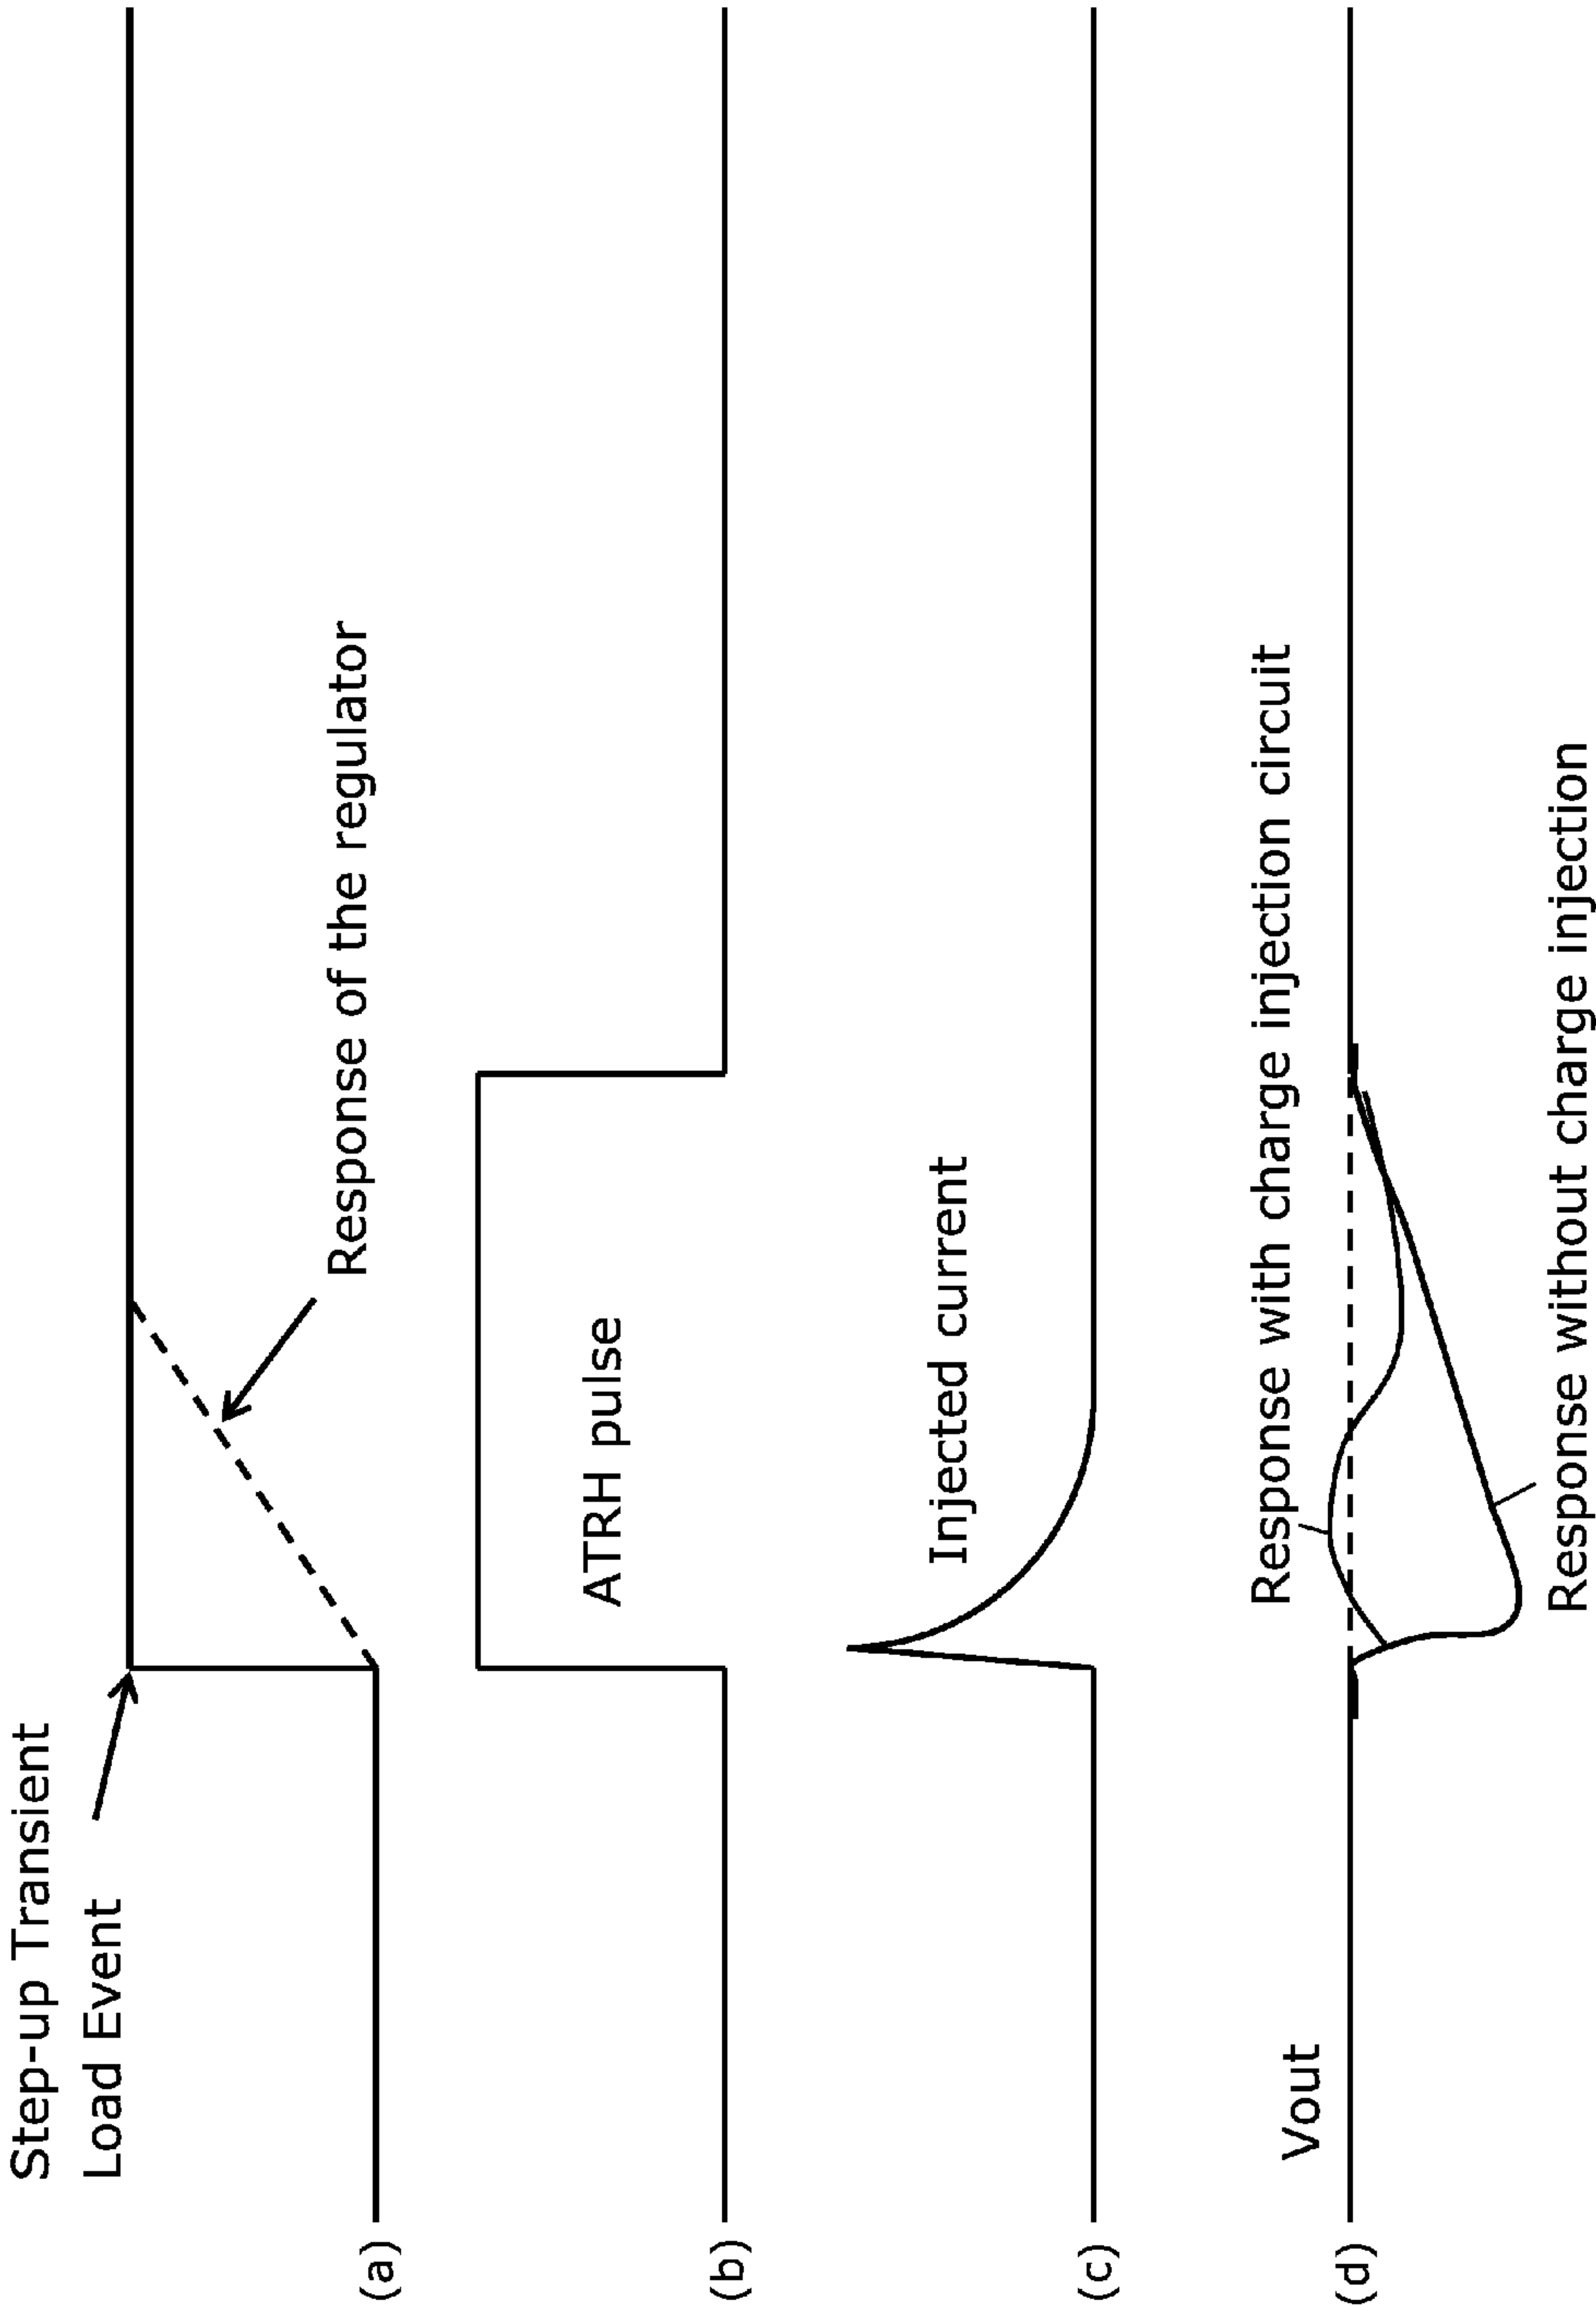 Step-up Transient
Load Event
Response of the regulator
(a)
ATRH pulse
(b)
Injected current
(c)
Vout
Response with charge injection circuit
(d)
Response without charge injection